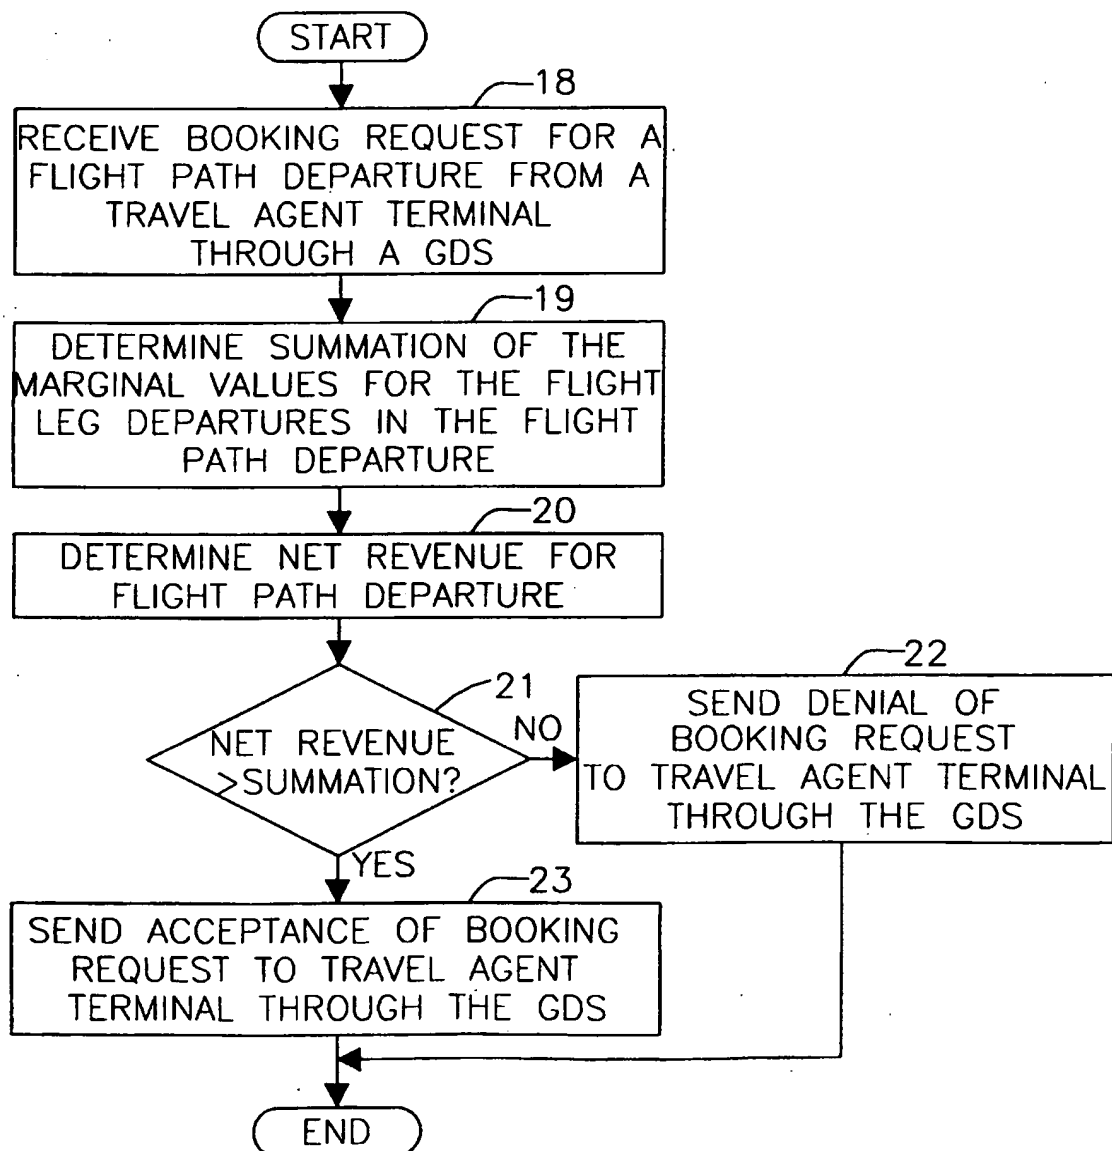 START
18
RECEIVE BOOKING REQUEST FOR A
FLIGHT PATH DEPARTURE FROM A
TRAVEL AGENT TERMINAL
THROUGH A GDS
19
DETERMINE SUMMATION OF THE
MARGINAL VALUES FOR THE FLIGHT
LEG DEPARTURES IN THE FLIGHT
PATH DEPARTURE
20
DETERMINE NET REVENUE FOR
FLIGHT PATH DEPARTURE
21
NET REVENUE
>SUMMATION?
NO
22
SEND DENIAL OF
BOOKING REQUEST
TO TRAVEL AGENT TERMINAL
THROUGH THE GDS
YES
23
SEND ACCEPTANCE OF BOOKING
REQUEST TO TRAVEL AGENT
TERMINAL THROUGH THE GDS
END